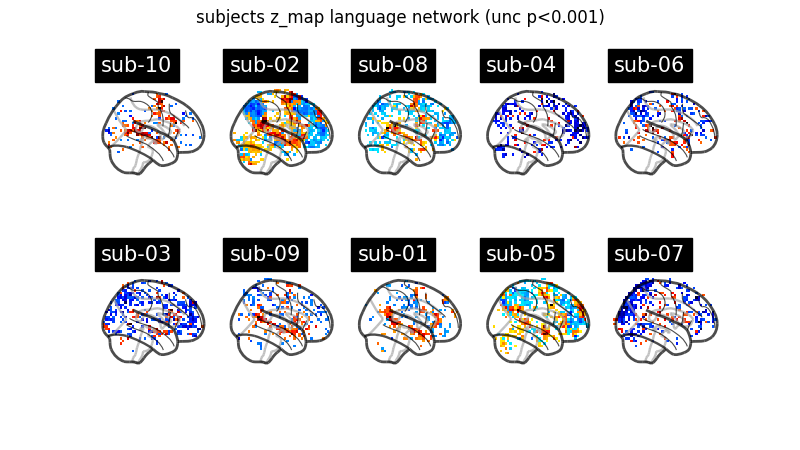 subjects z_map language network (unc p<0.001)
sub-10 sub-02 sub-08 sub-04 sub-06
sub-03 sub-09 sub-01 sub-05 sub-07